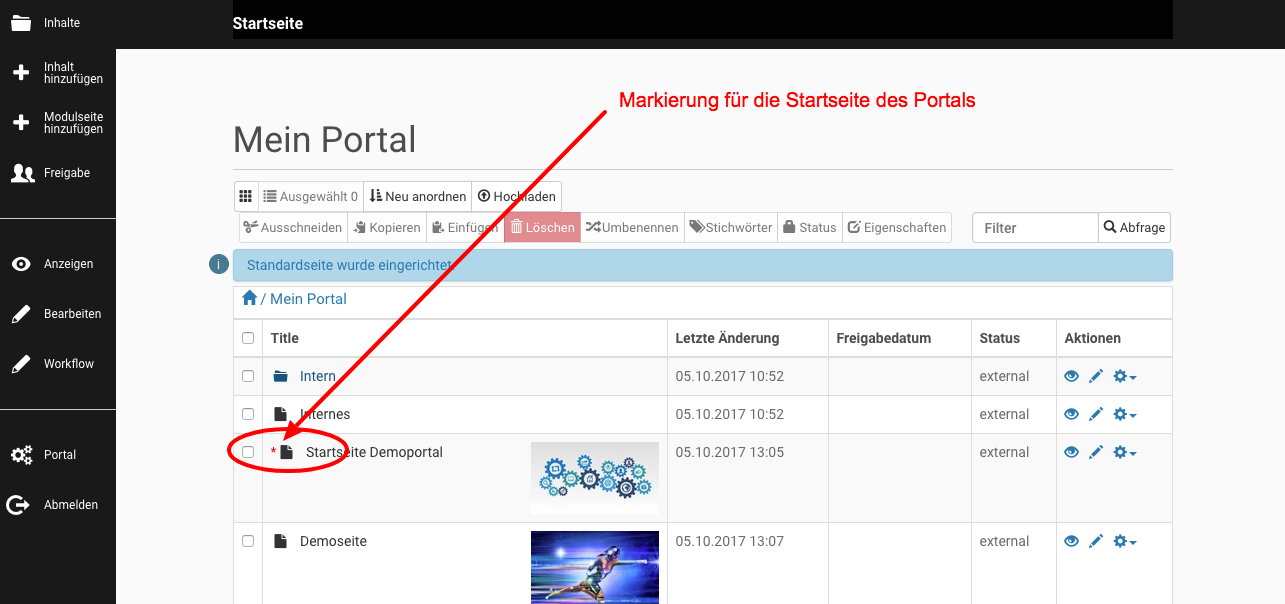 Inhalte
Startseite
Inhalt
hinzufügen
Modulseite
hinzufügen
Freigabe
Anzeigen
Bearbeiten
Workflow
Portal
Abmelden
Markierung für die Startseite des Portals
Mein Portal
Ausgewählt 0 Neu anordnen Hochladen
Ausschneiden Kopieren Einfügen Löschen Umbenennen Stichwörter Status Eigenschaften Filter Abfrage
i Standardseite wurde eingerichtet.
/ Mein Portal
Title Letzte Änderung Freigabedatum Status Aktionen
Intern 05.10.2017 10:52 external
Internes 05.10.2017 10:52 external
* Startseite Demoportal 05.10.2017 13:05 external
Demoseite 05.10.2017 13:07 external